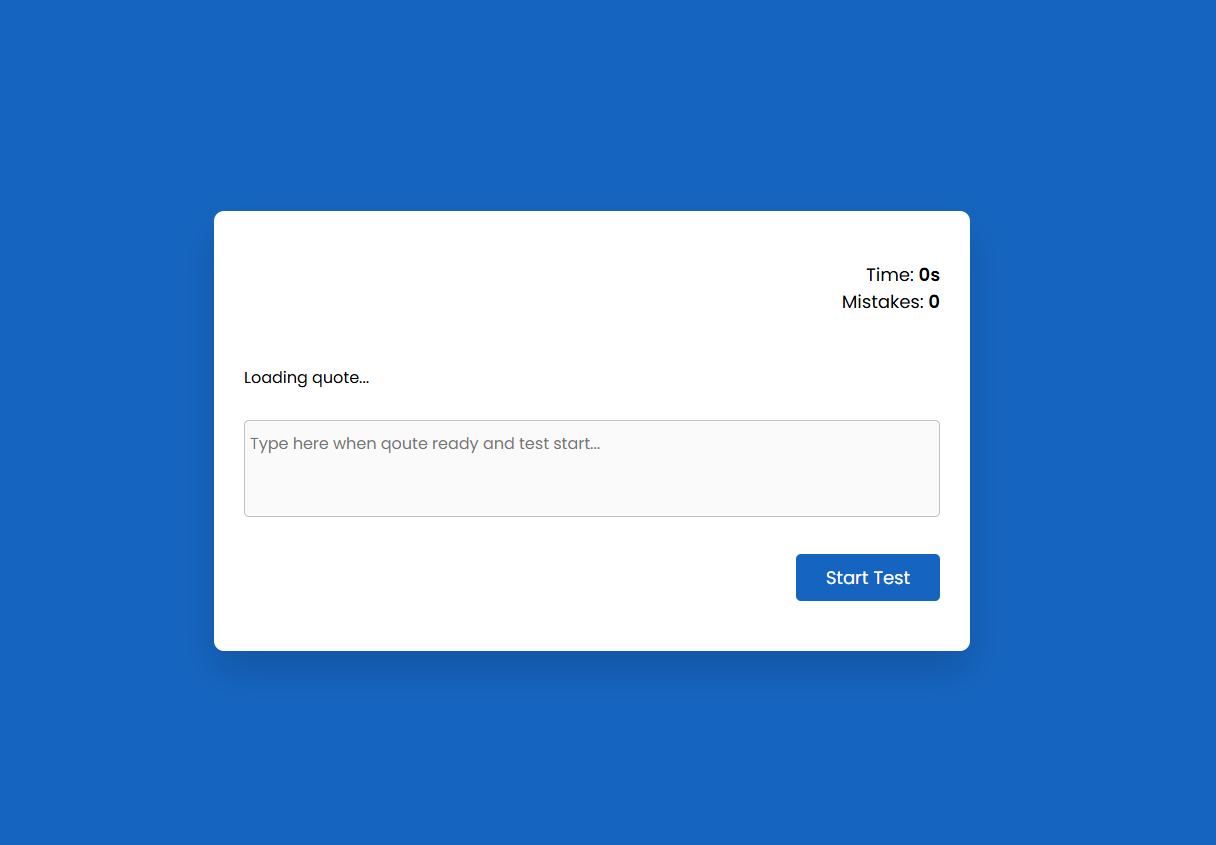 Time: 0s
Mistakes: 0
Loading quote...
Type here when qoute ready and test start...
Start Test